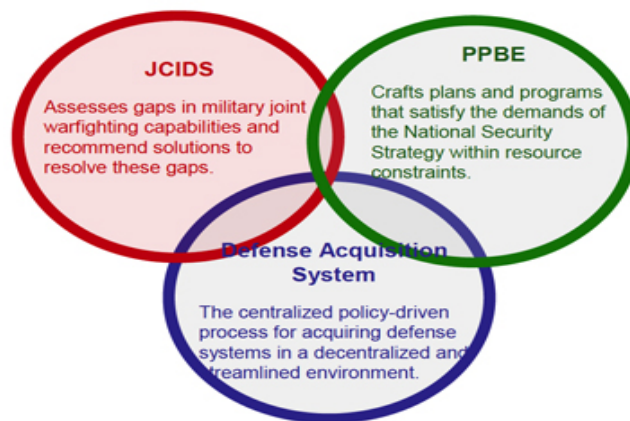 JCIDS
Assesses gaps in military joint
warfighting capabilities and
recommend solutions to
resolve these gaps.
PPBE
Crafts plans and programs
that satisfy the demands of
the National Security
Strategy within resource
constraints.
Defense Acquisition
System
The centralized policy-driven
process for acquiring defense
systems in a decentralized and
streamlined environment.